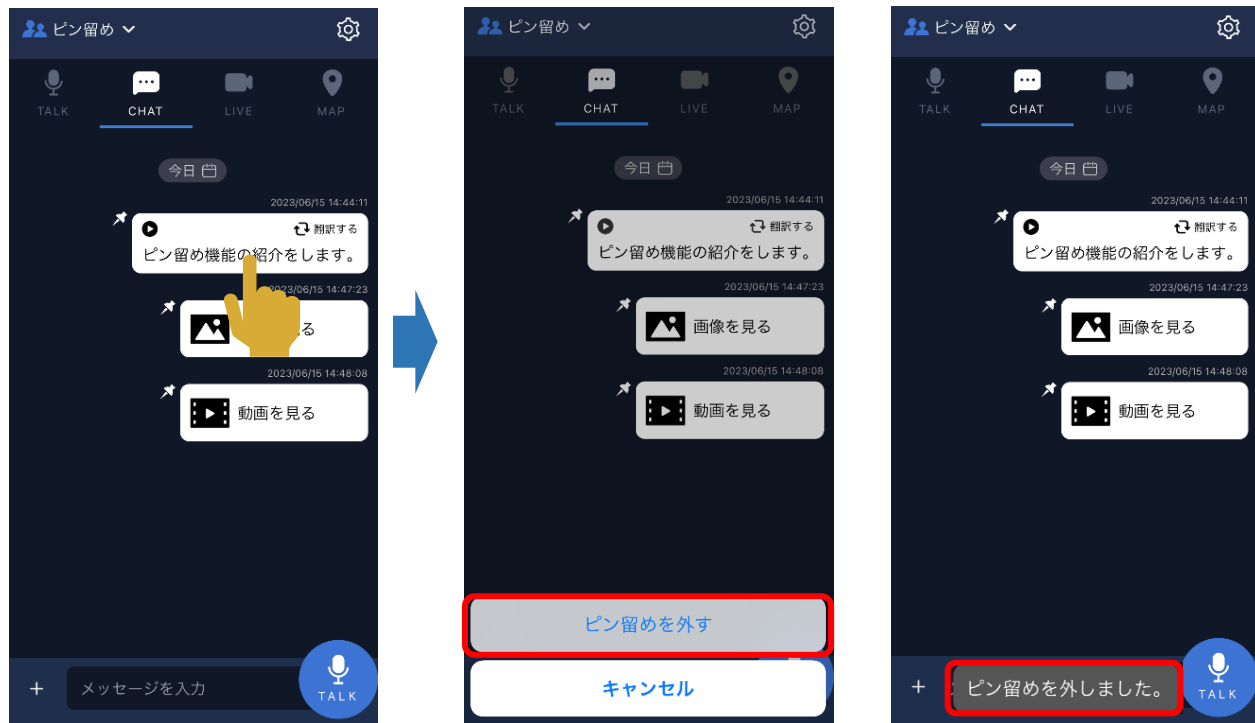 ピン留め
TALK
CHAT
LIVE
MAP
今日
2023/06/15 14:44:11
翻訳する
ピン留め機能の紹介をします。
2023/06/15 14:47:23
る
2023/06/15 14:48:08
動画を見る
+
メッセージを入力
TALK
ピン留め
TALK
CHAT
LIVE
MAP
今日
2023/06/15 14:44:11
翻訳する
ピン留め機能の紹介をします。
2023/06/15 14:47:23
画像を見る
2023/06/15 14:48:08
動画を見る
ピン留めを外す
キャンセル
ピン留め
TALK
CHAT
LIVE
MAP
今日
2023/06/15 14:44:11
翻訳する
ピン留め機能の紹介をします。
2023/06/15 14:47:23
画像を見る
2023/06/15 14:48:08
動画を見る
+
ピン留めを外しました。
TALK